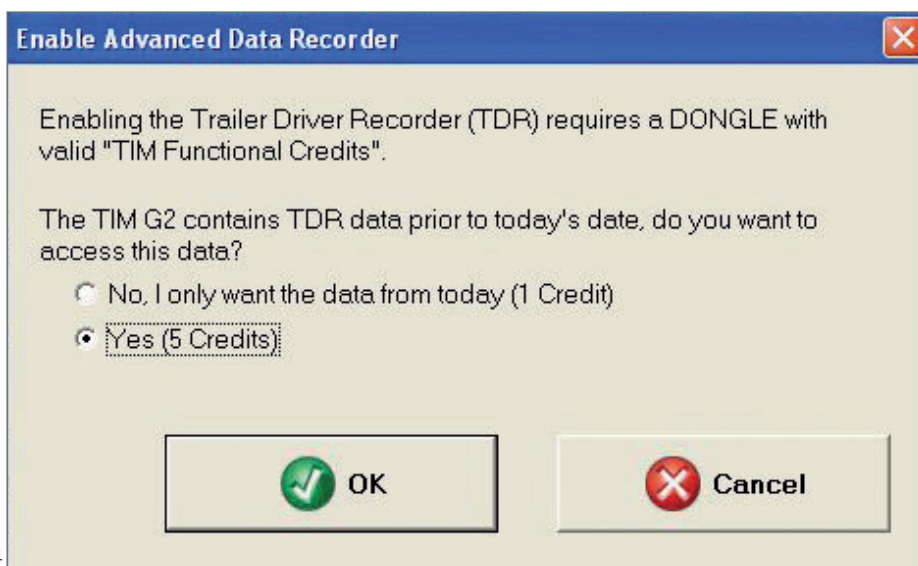 Enable Advanced Data Recorder
Enabling the Trailer Driver Recorder (TDR) requires a DONGLE with
valid "TIM Functional Credits".
The TIM G2 contains TDR data prior to today's date, do you want to
access this data?
No, I only want the data from today (1 Credit)
Yes (5 Credits)
OK
Cancel